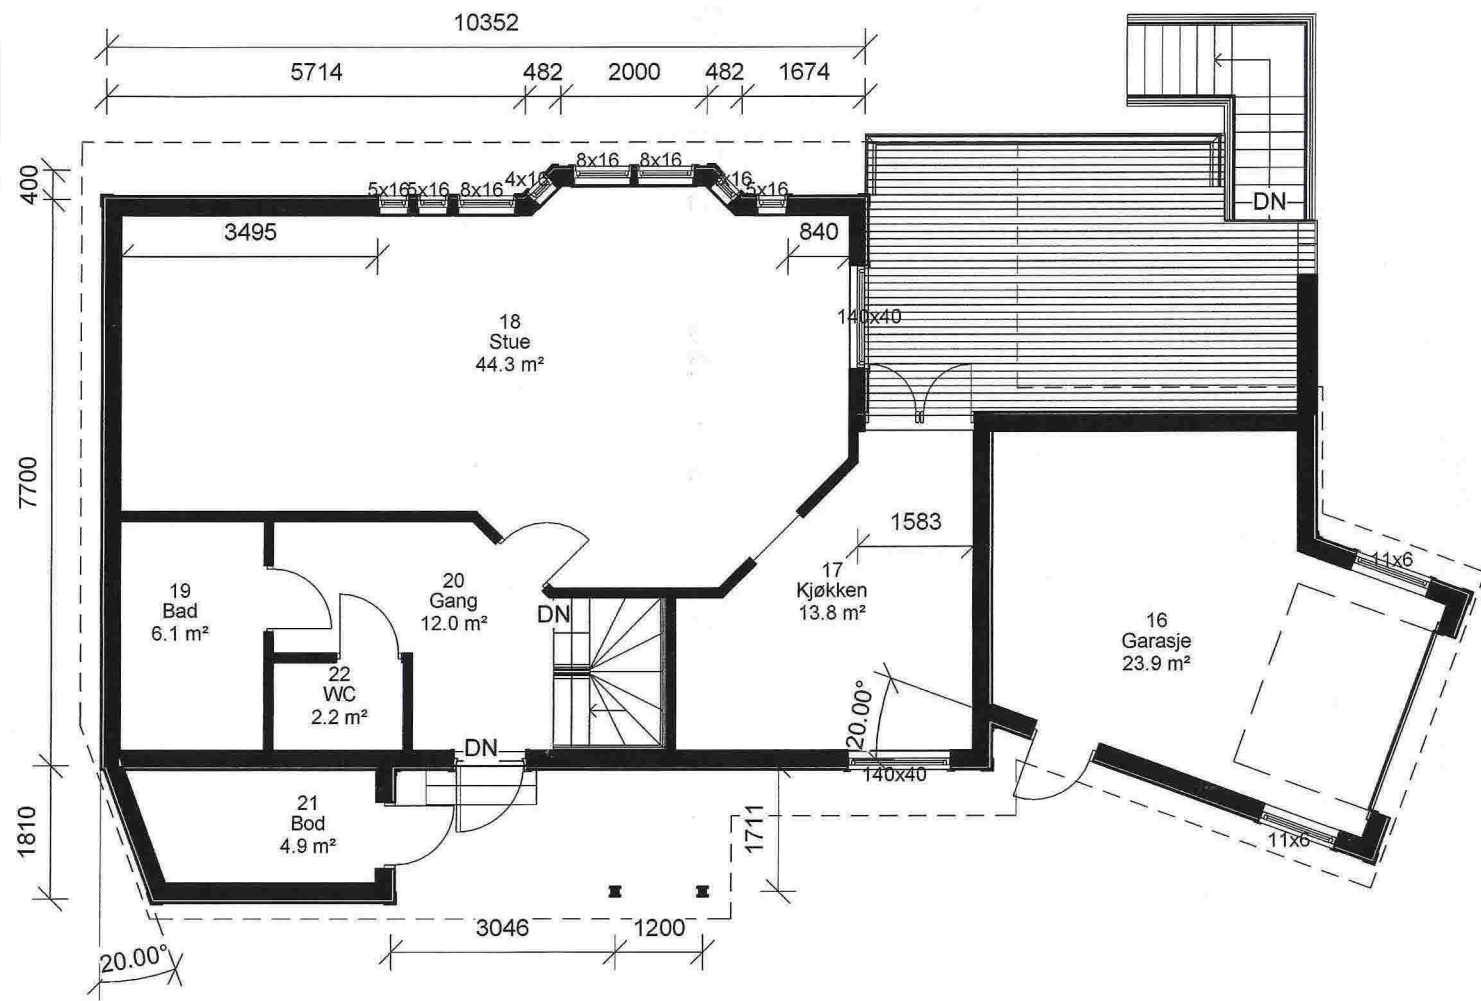 10352
5714
482
2000
482
1674
400
8x16
8x16
5x16
5x16
8x16
4x16
5x16
DN
3495
840
18
Stue
44.3 m²
140x40
7700
1583
19
Bad
6.1 m²
20
Gang
12.0 m²
DN
17
Kjøkken
13.8 m²
11x6
16
Garasje
23.9 m²
22
WC
2.2 m²
20.00°
DN
140x40
1810
21
Bod
4.9 m²
1711
11x6
3046
1200
20.00°